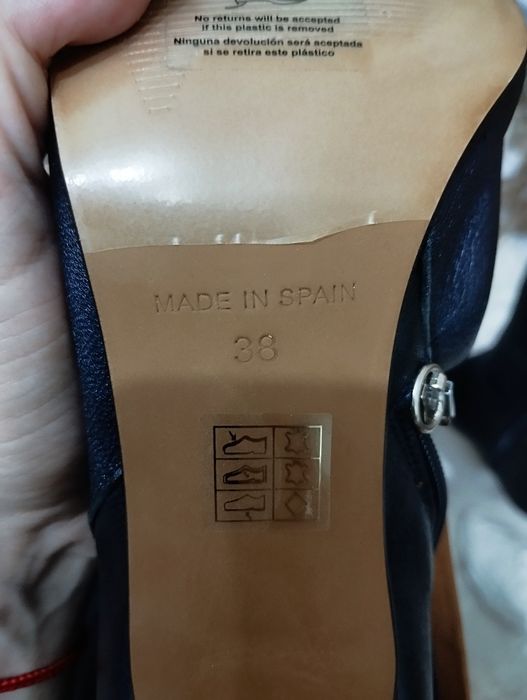 No returns will be accepted
if this plastic is removed
Ninguna devolución será aceptada
si se retira este plástico
MADE IN SPAIN
38